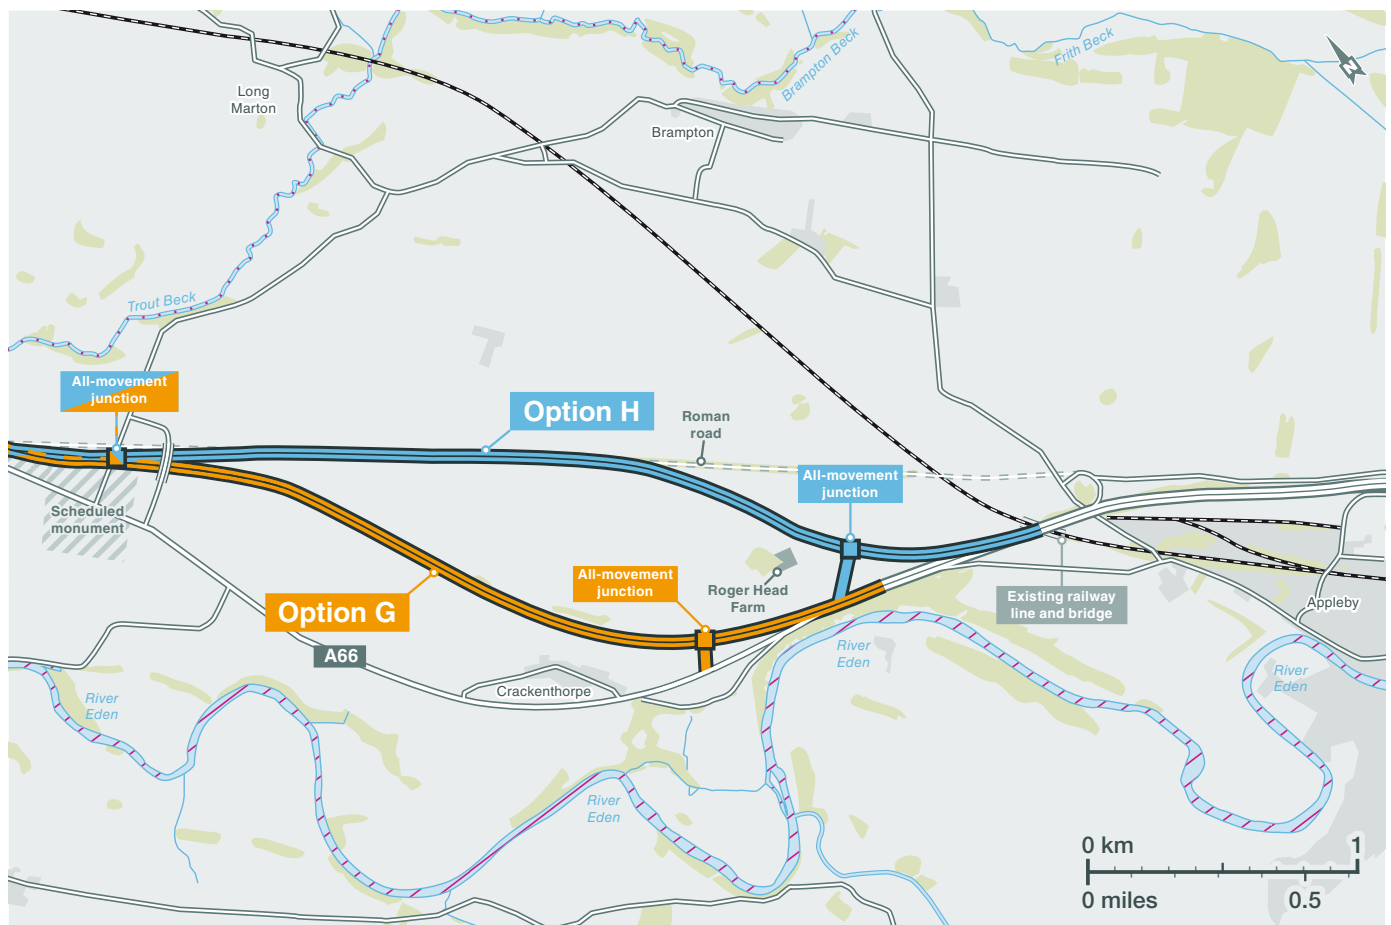 Long
Marton
Brampton
Brampton Beck
Frith Beck
N
Trout Beck
All-movement
junction
Option H
Roman
road
All-movement
junction
Scheduled
monument
All-movement
junction
Roger Head
Farm
Existing railway
line and bridge
Appleby
Option G
A66
River
Eden
River
Eden
River
Eden
Crackenthorpe
River
Eden
0 km
1
0 miles
0.5